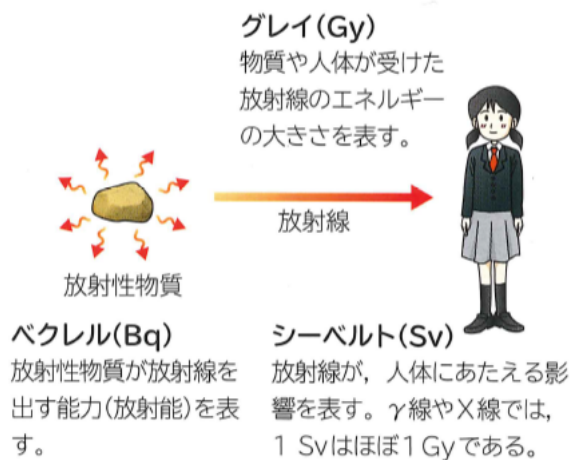 グレイ(Gy)
物質や人体が受けた
放射線のエネルギー
の大きさを表す。
放射線
放射性物質
ベクレル(Bq)
放射性物質が放射線を
出す能力(放射能)を表
す。
シーベルト(Sv)
放射線が，人体にあたえる影
響を表す。γ線やX線では，
1 Svはほぼ1Gyである。